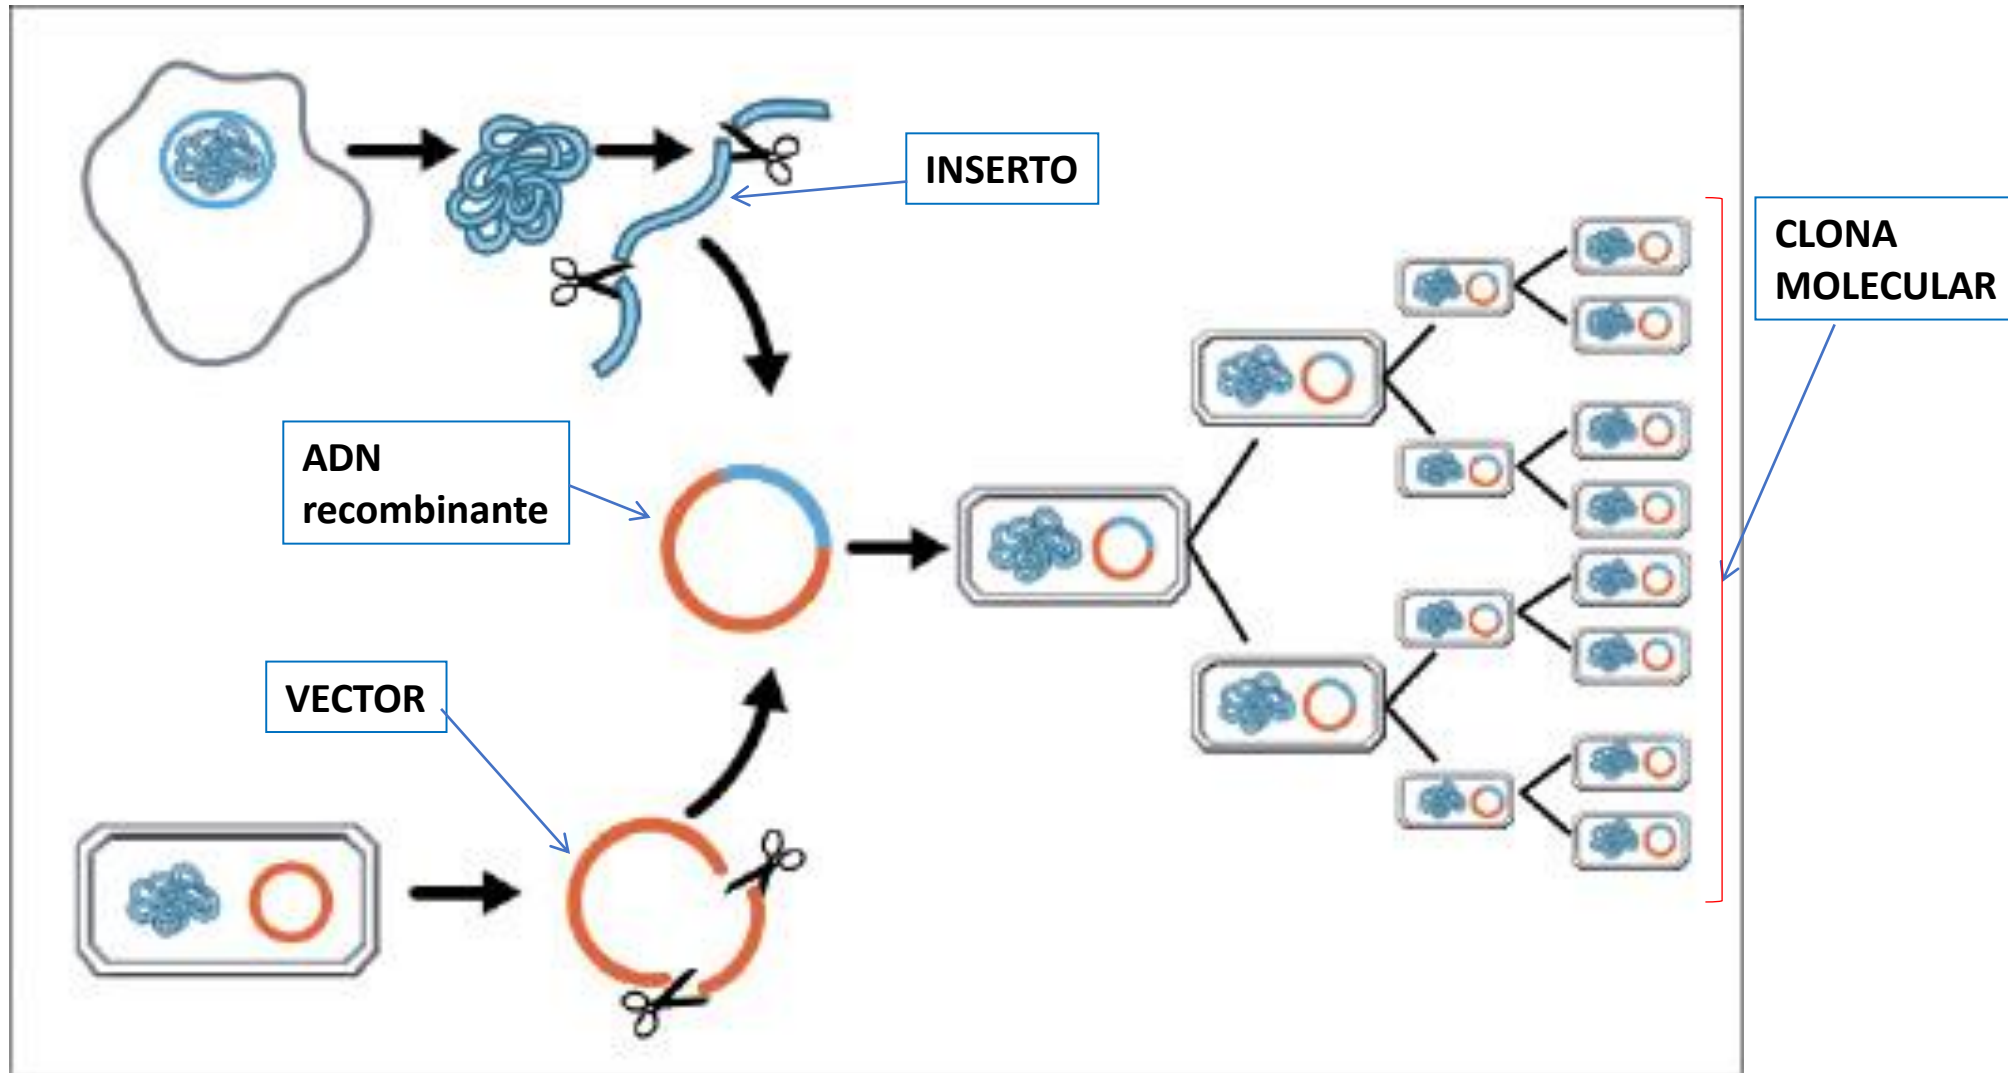 INSERTO
CLONA
MOLECULAR
ADN
recombinante
VECTOR